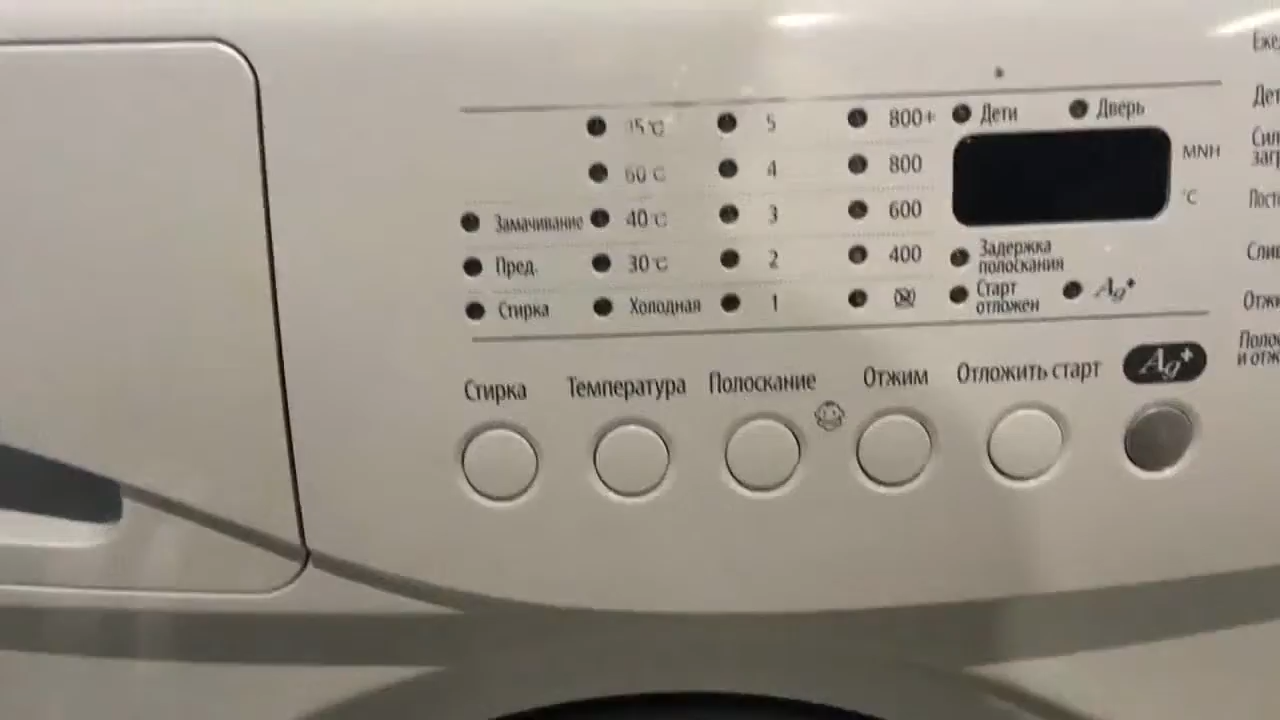 Дети
Дверь
5
800+
60 C
4
800
MNH
Замачивание
40 °C
3
600
°C
Пред.
30 °C
2
400
Задержка
полоскания
Стирка
Холодная
1
Старт
отложен
Ag+
Стирка
Температура
Полоскание
Отжим
Отложить старт
Ag+